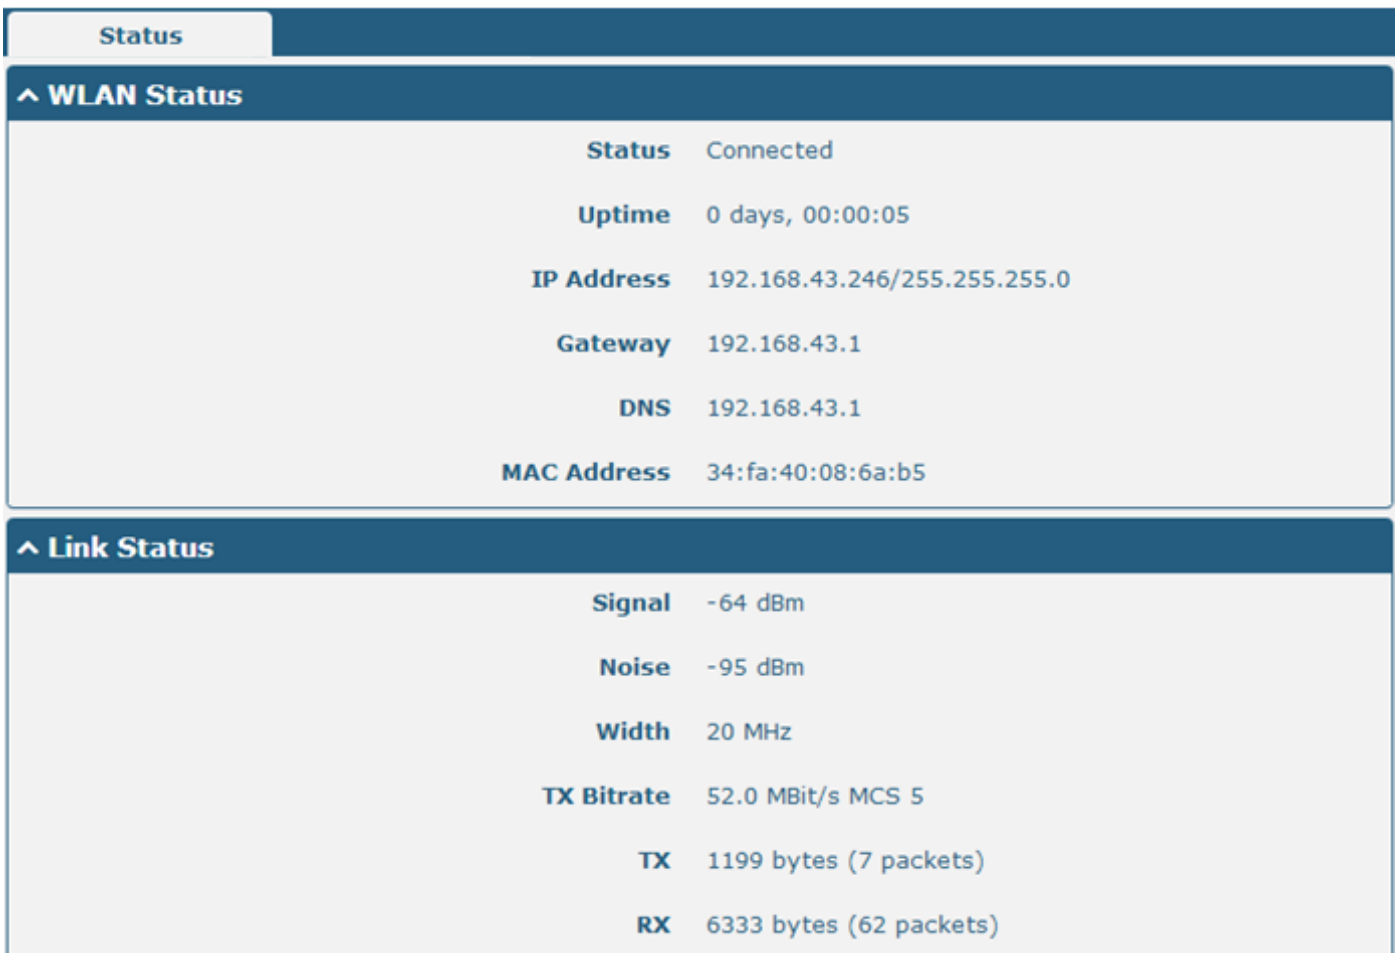 Status
WLAN Status
Status Connected
Uptime 0 days, 00:00:05
IP Address 192.168.43.246/255.255.255.0
Gateway 192.168.43.1
DNS 192.168.43.1
MAC Address 34:fa:40:08:6a:b5
Link Status
Signal -64 dBm
Noise -95 dBm
Width 20 MHz
TX Bitrate 52.0 MBit/s MCS 5
TX 1199 bytes (7 packets)
RX 6333 bytes (62 packets)